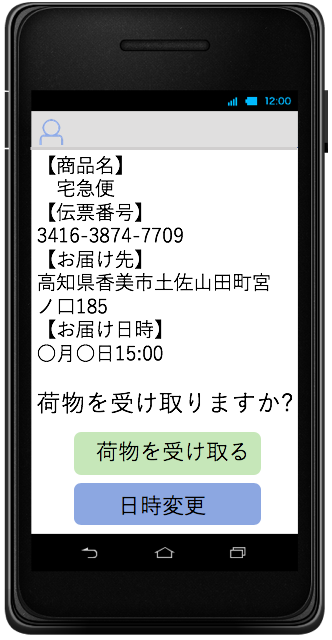 12:00
【商品名】
宅急便
【伝票番号】
3416-3874-7709
【お届け先】
高知県香美市土佐山田町宮
ノ口185
【お届け日時】
○月○日15:00
荷物を受け取りますか?
荷物を受け取る
日時変更